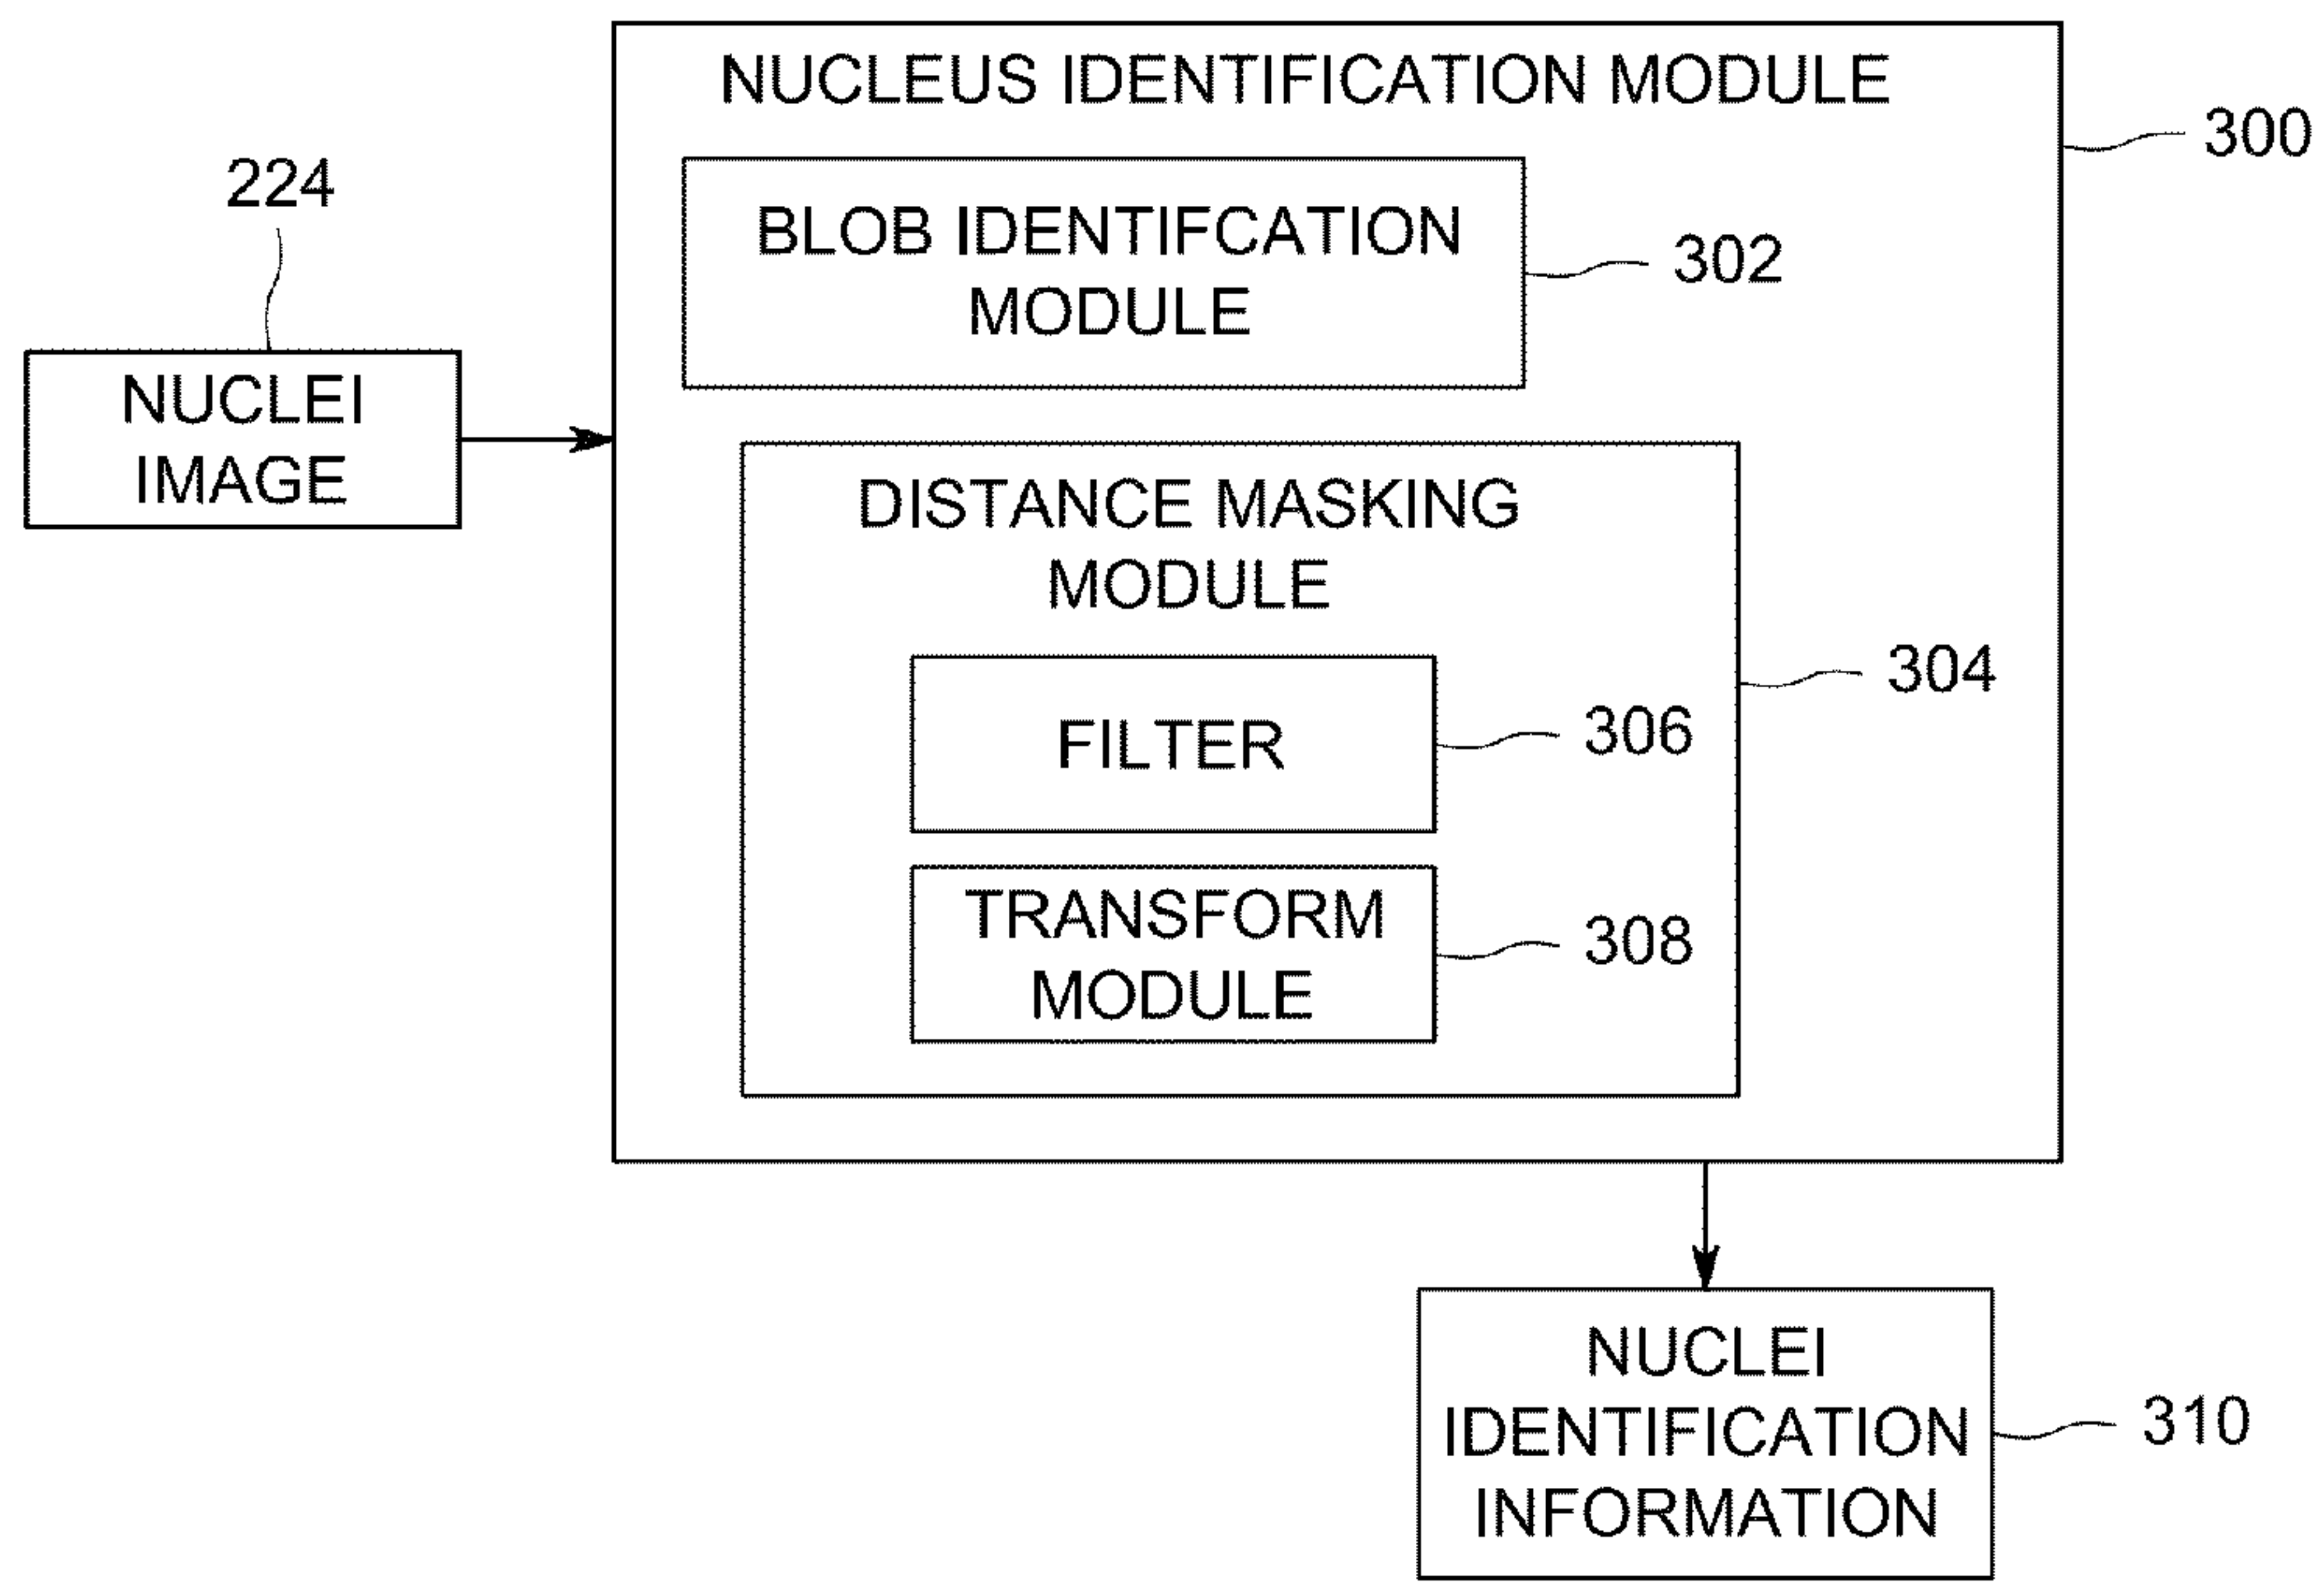 NUCLEUS IDENTIFICATION MODULE
300
224
BLOB IDENTIFCATION
MODULE
302
NUCLEI
IMAGE
DISTANCE MASKING
MODULE
304
FILTER
306
TRANSFORM
MODULE
308
NUCLEI
IDENTIFICATION
INFORMATION
310